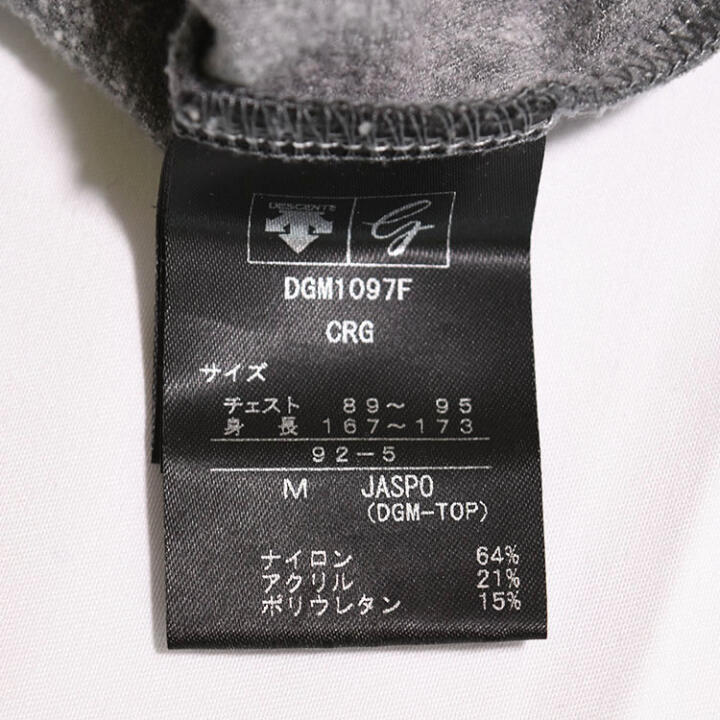 DESCENTE
DGM1097F
CRG
サイズ
チェスト 89～ 95
身 長 167～173
92-5
M JASPO
(DGM-TOP)
ナイロン 64%
アクリル 21%
ポリウレタン 15%